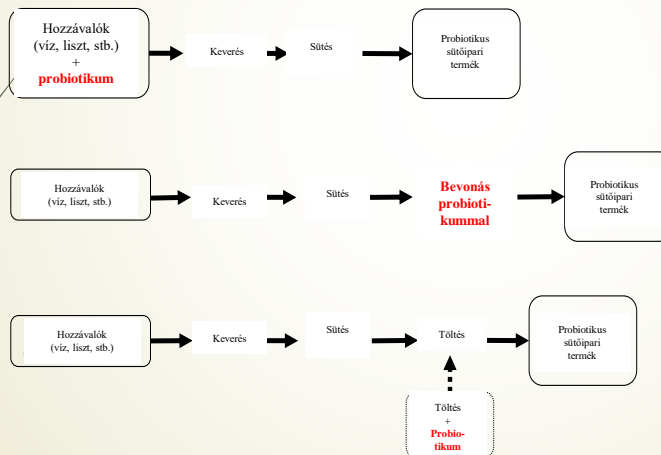 Hozzávalók
(víz, liszt, stb.)
+
probiotikum
Keverés
Sütés
Probiotikus
sütőipari
termék
Hozzávalók
(víz, liszt, stb.)
Keverés
Sütés
Bevonás
probioti-
kummal
Probiotikus
sütőipari
termék
Hozzávalók
(víz, liszt, stb.)
Keverés
Sütés
Töltés
Probiotikus
sütőipari
termék
Töltés
+
Probio-
tikum